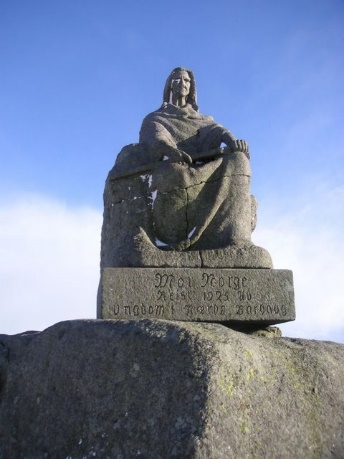 Mor Norge
Reist 1925 av
Ungdom i